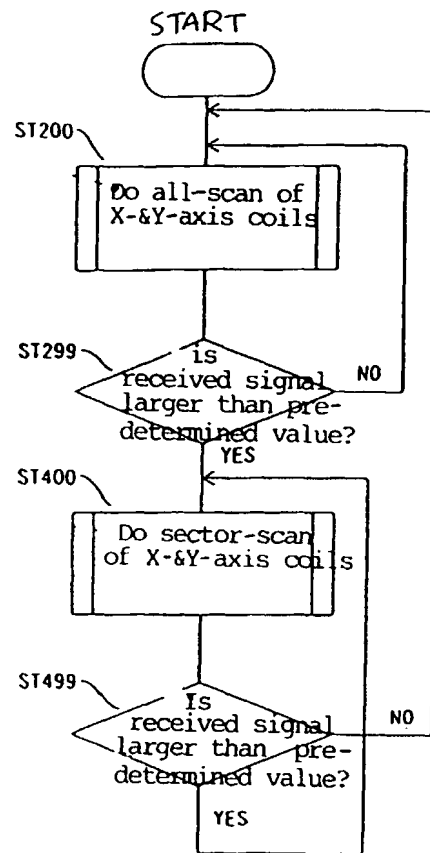 START
ST200
Do all-scan of
X-&Y-axis coils
ST299
is
received signal
larger than pre-
determined value?
NO
YES
ST400
Do sector-scan
of X-&Y-axis coils
ST499
Is
received signal
larger than pre-
determined value?
NO
YES